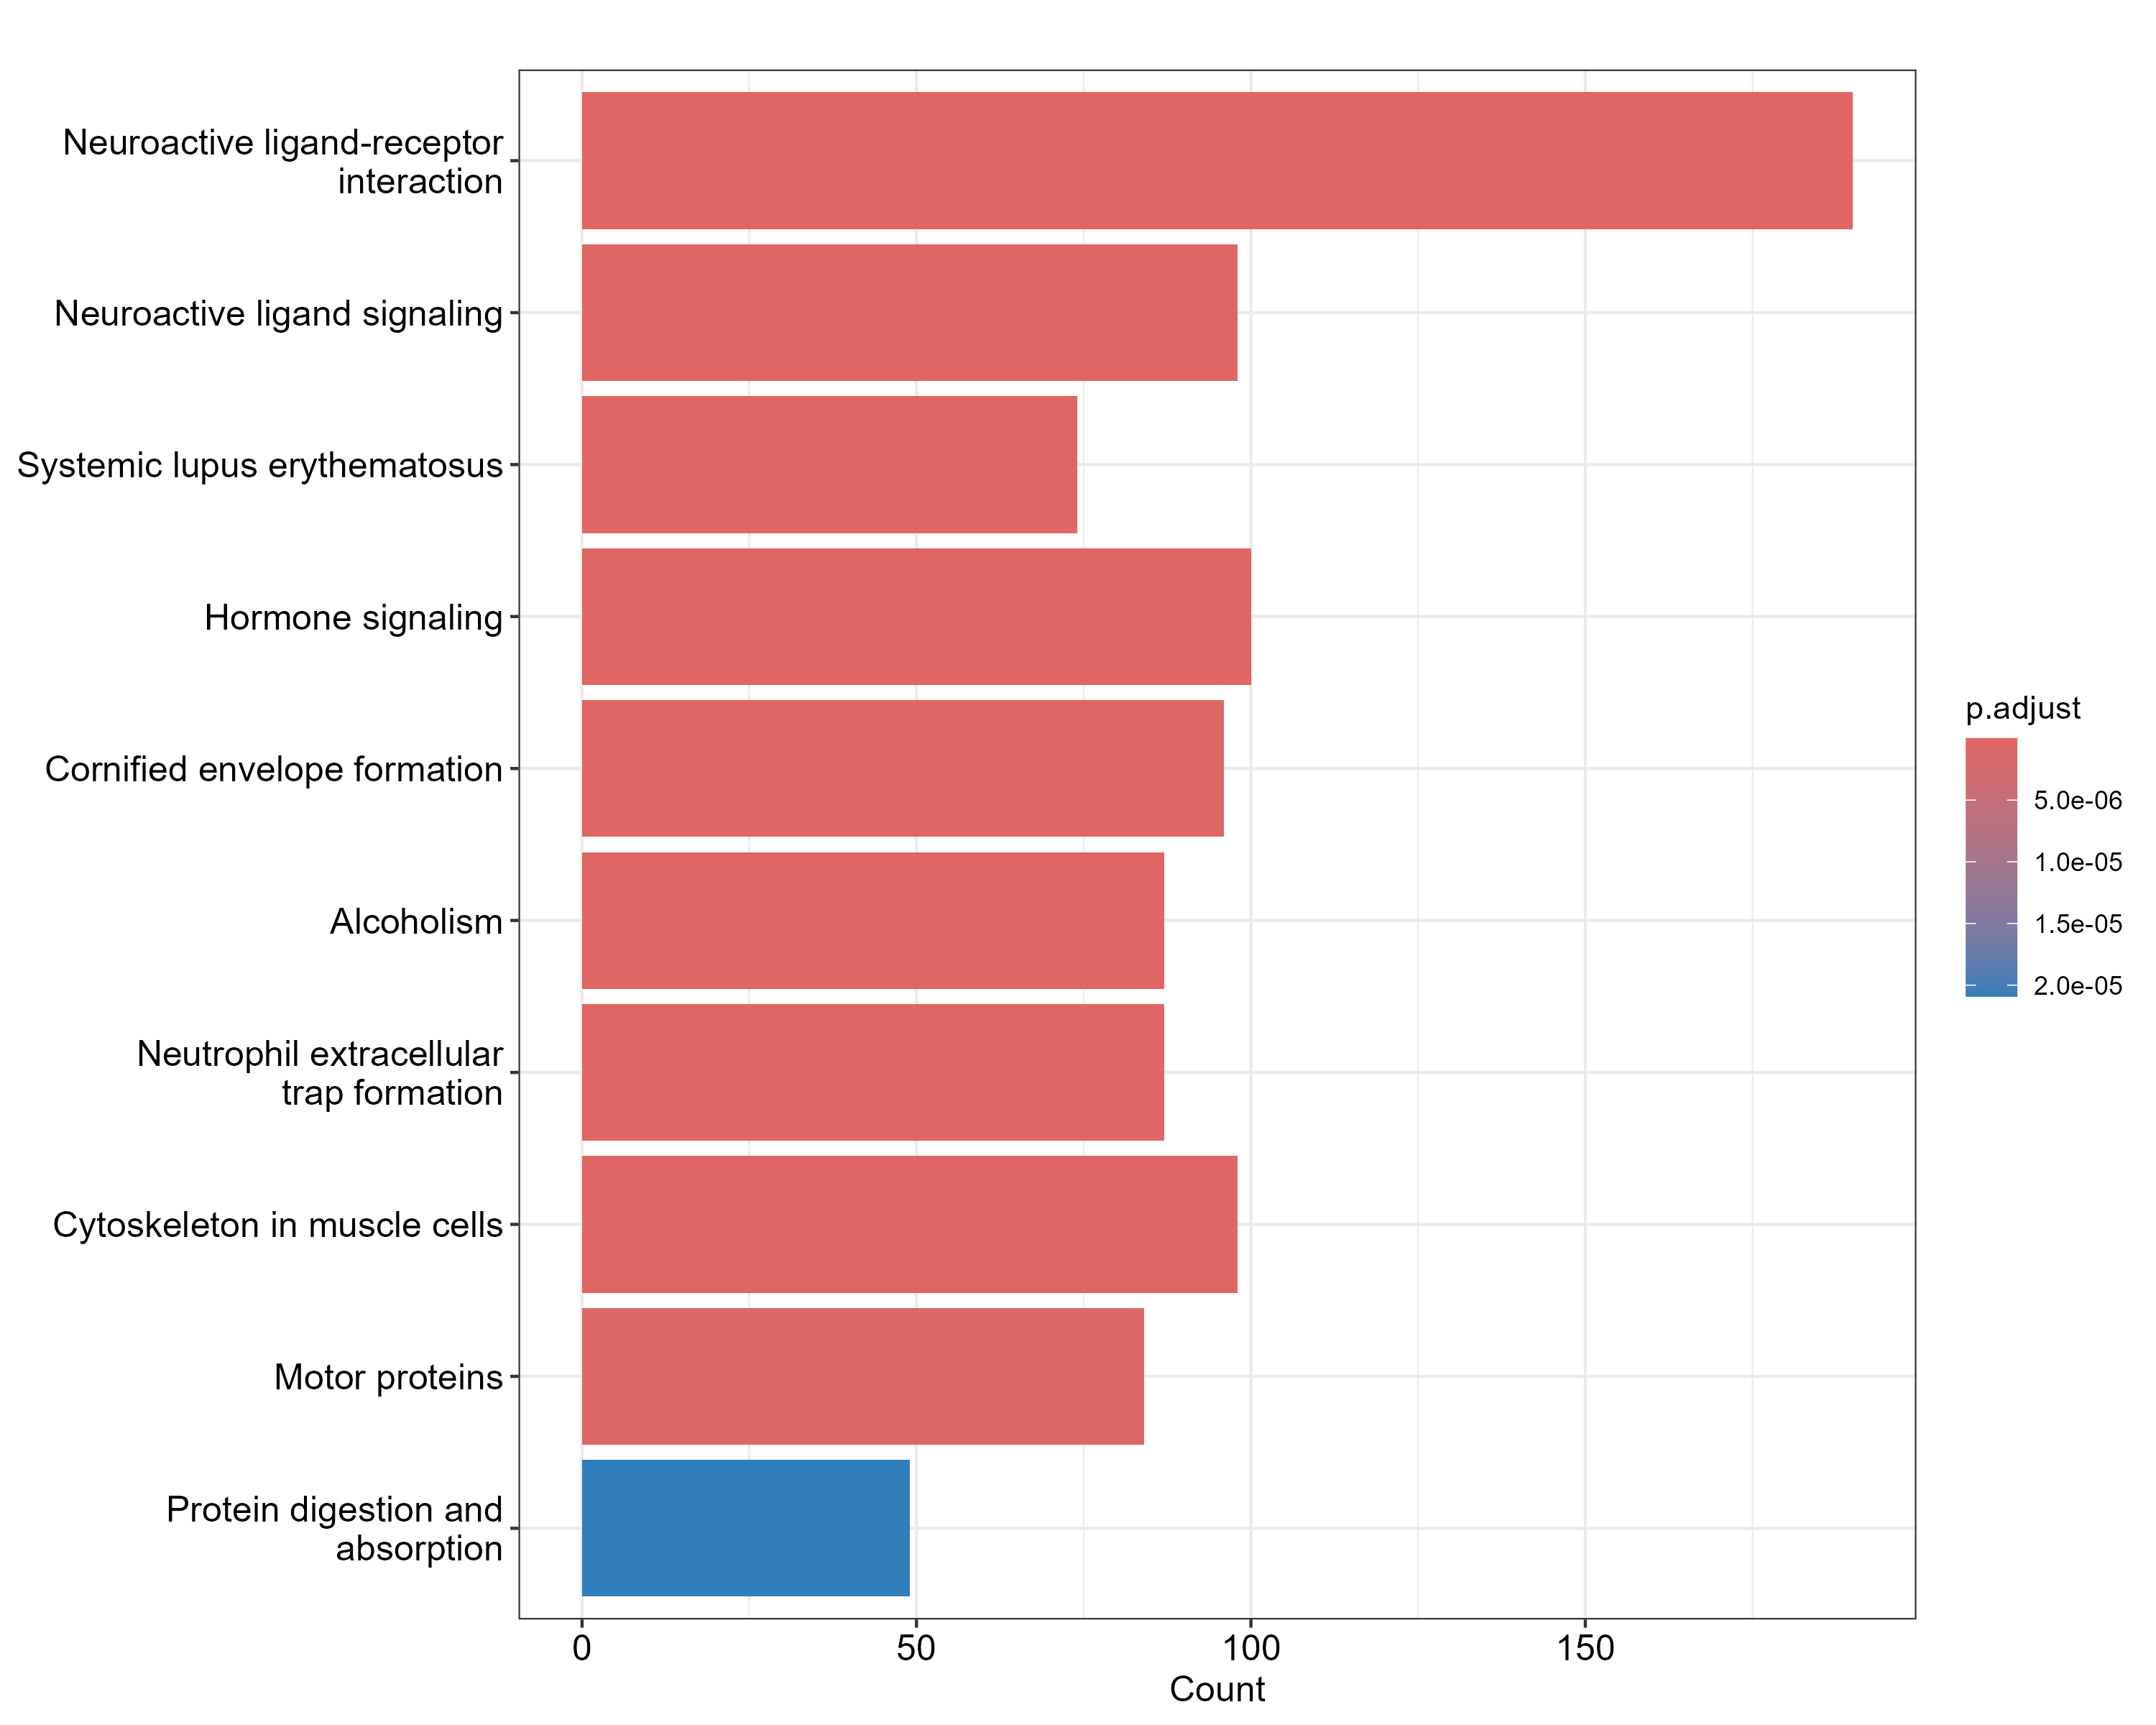 Neuroactive ligand-receptor
interaction
Neuroactive ligand signaling
Systemic lupus erythematosus
Hormone signaling
Cornified envelope formation
Alcoholism
Neutrophil extracellular
trap formation
Cytoskeleton in muscle cells
Motor proteins
Protein digestion and
absorption
0 50 100 150
Count
p.adjust
5.0e-06
1.0e-05
1.5e-05
2.0e-05